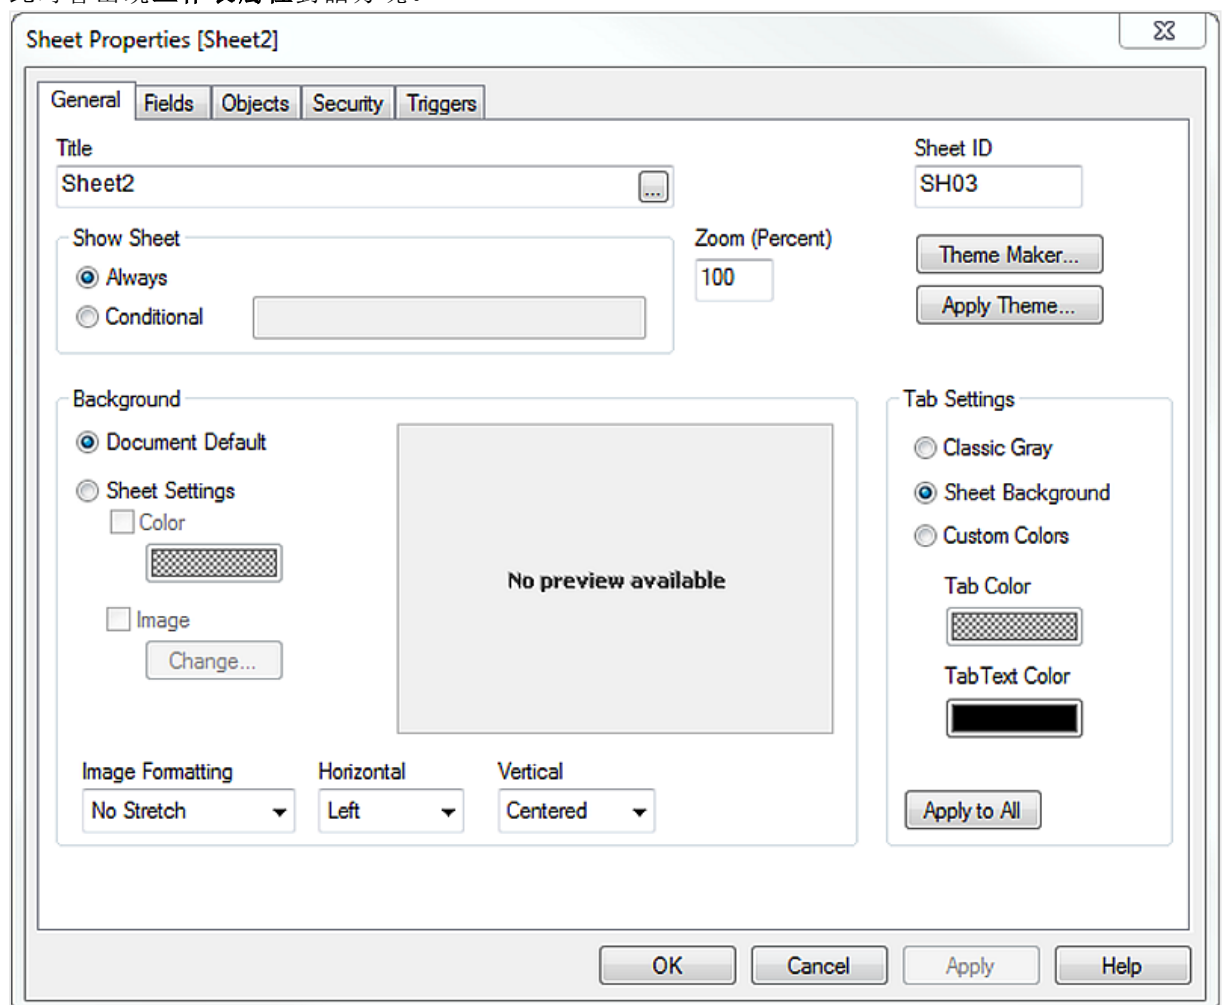 Sheet Properties [Sheet2]
General Fields Objects Security Triggers
Title
Sheet ID
Sheet2 ...
SH03
Show Sheet
Zoom (Percent)
Always
100
Theme Maker...
Conditional
Apply Theme...
Background
Tab Settings
Document Default
Classic Gray
Sheet Settings
Sheet Background
Color
Custom Colors
No preview available
Tab Color
Image
Change...
Tab Text Color
Image Formatting Horizontal Vertical
No Stretch Left Centered
Apply to All
OK Cancel Apply Help